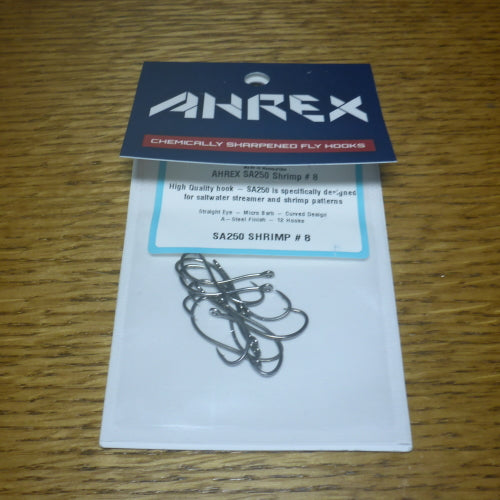 AHREX
CHEMICALLY SHARPENED FLY HOOKS
AHREX SA250 Shrimp # 8
High Quality hook – SA250 is specifically designed
for saltwater streamer and shrimp patterns
Straight Eye – Micro Barb – Curved Design
A–Steel Finish – 12 Hooks
SA250 SHRIMP # 8